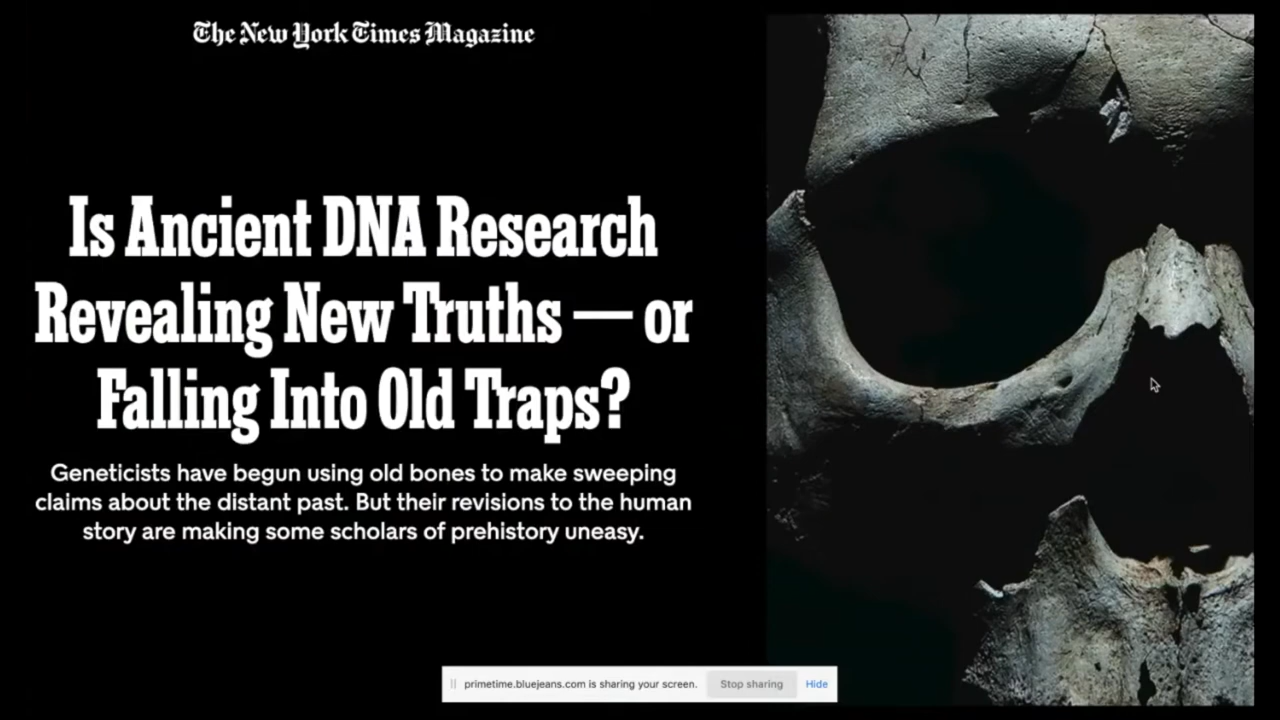 The New York Times Magazine
Is Ancient DNA Research
Revealing New Truths — or
Falling Into Old Traps?
Geneticists have begun using old bones to make sweeping
claims about the distant past. But their revisions to the human
story are making some scholars of prehistory uneasy.
primetime.bluejeans.com is sharing your screen. Stop sharing Hide